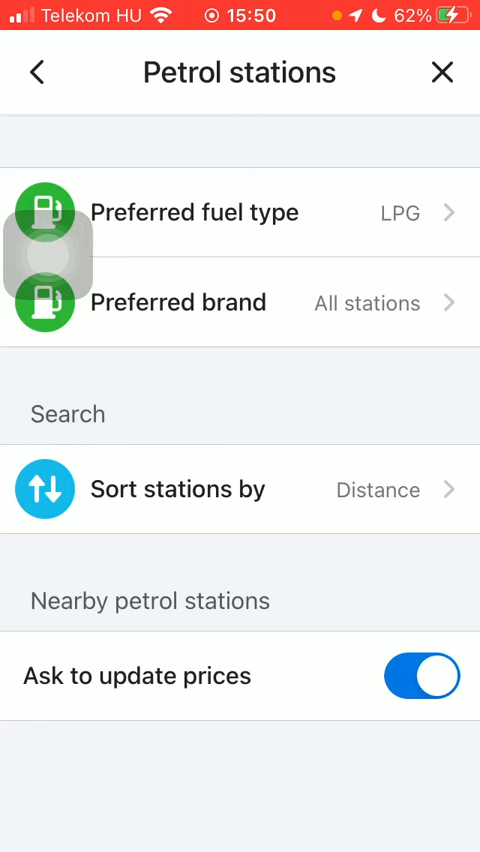 Telekom HU 15:50 62%
Petrol stations
Preferred fuel type LPG
Preferred brand All stations
Search
Sort stations by Distance
Nearby petrol stations
Ask to update prices